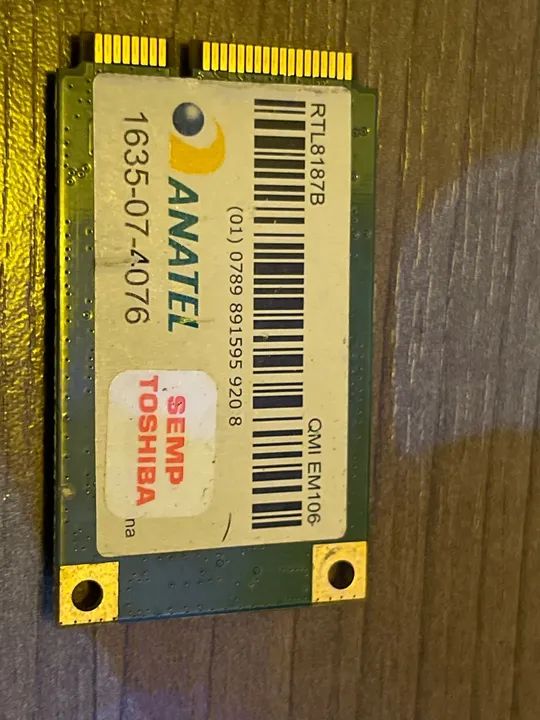 RTL8187B
QMI EM106
(01) 0789 891595 920 8
ANATEL
1635-07-4076
SEMP
TOSHIBA
na